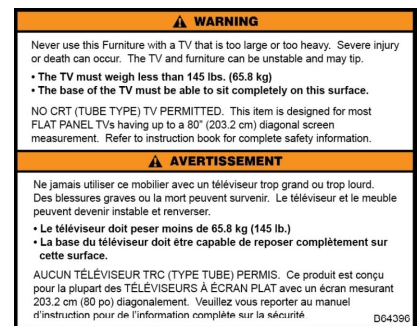 ⚠ WARNING
Never use this Furniture with a TV that is too large or too heavy. Severe injury
or death can occur. The TV and furniture can be unstable and may tip.
• The TV must weigh less than 145 lbs. (65.8 kg)
• The base of the TV must be able to sit completely on this surface.
NO CRT (TUBE TYPE) TV PERMITTED. This item is designed for most
FLAT PANEL TVs having up to a 80" (203.2 cm) diagonal screen
measurement. Refer to instruction book for complete safety information.
⚠ AVERTISSEMENT
Ne jamais utiliser ce mobilier avec un téléviseur trop grand ou trop lourd.
Des blessures graves ou la mort peuvent survenir. Le téléviseur et le meuble
peuvent devenir instable et renverser.
• Le téléviseur doit peser moins de 65.8 kg (145 lb.)
• La base du téléviseur doit être capable de reposer complètement sur
cette surface.
AUCUN TÉLÉVISEUR TRC (TYPE TUBE) PERMIS. Ce produit est conçu
pour la plupart des TÉLÉVISEURS À ÉCRAN PLAT avec un écran mesurant
203.2 cm (80 po) diagonalement. Veuillez vous reporter au manuel
d'instruction pour de l'information complète sur la sécurité
B64396